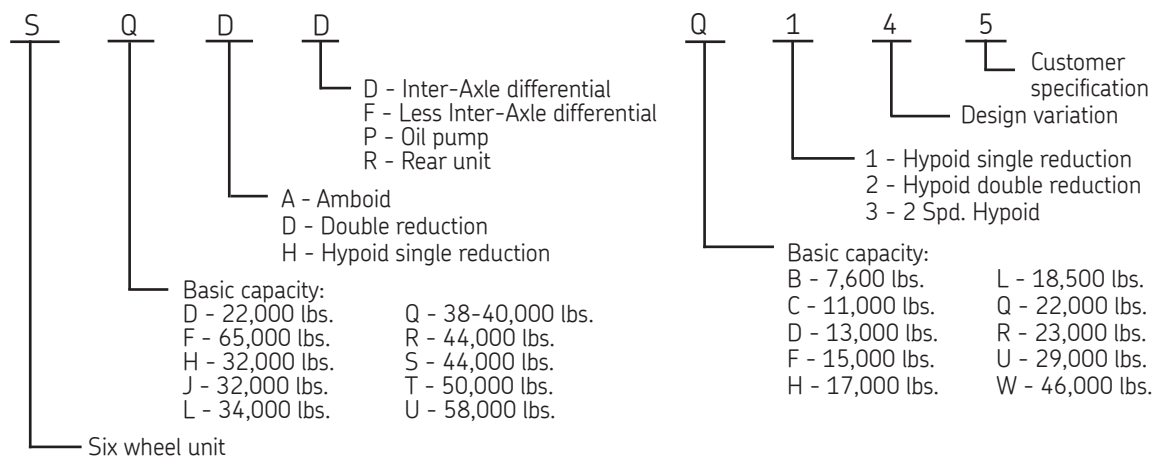 S Q D D
D - Inter-Axle differential
F - Less Inter-Axle differential
P - Oil pump
R - Rear unit
A - Amboid
D - Double reduction
H - Hypoid single reduction
Basic capacity:
D - 22,000 lbs. Q - 38-40,000 lbs.
F - 65,000 lbs. R - 44,000 lbs.
H - 32,000 lbs. S - 44,000 lbs.
J - 32,000 lbs. T - 50,000 lbs.
L - 34,000 lbs. U - 58,000 lbs.
Six wheel unit
Q 1 4 5
Customer
specification
Design variation
1 - Hypoid single reduction
2 - Hypoid double reduction
3 - 2 Spd. Hypoid
Basic capacity:
B - 7,600 lbs. L - 18,500 lbs.
C - 11,000 lbs. Q - 22,000 lbs.
D - 13,000 lbs. R - 23,000 lbs.
F - 15,000 lbs. U - 29,000 lbs.
H - 17,000 lbs. W - 46,000 lbs.